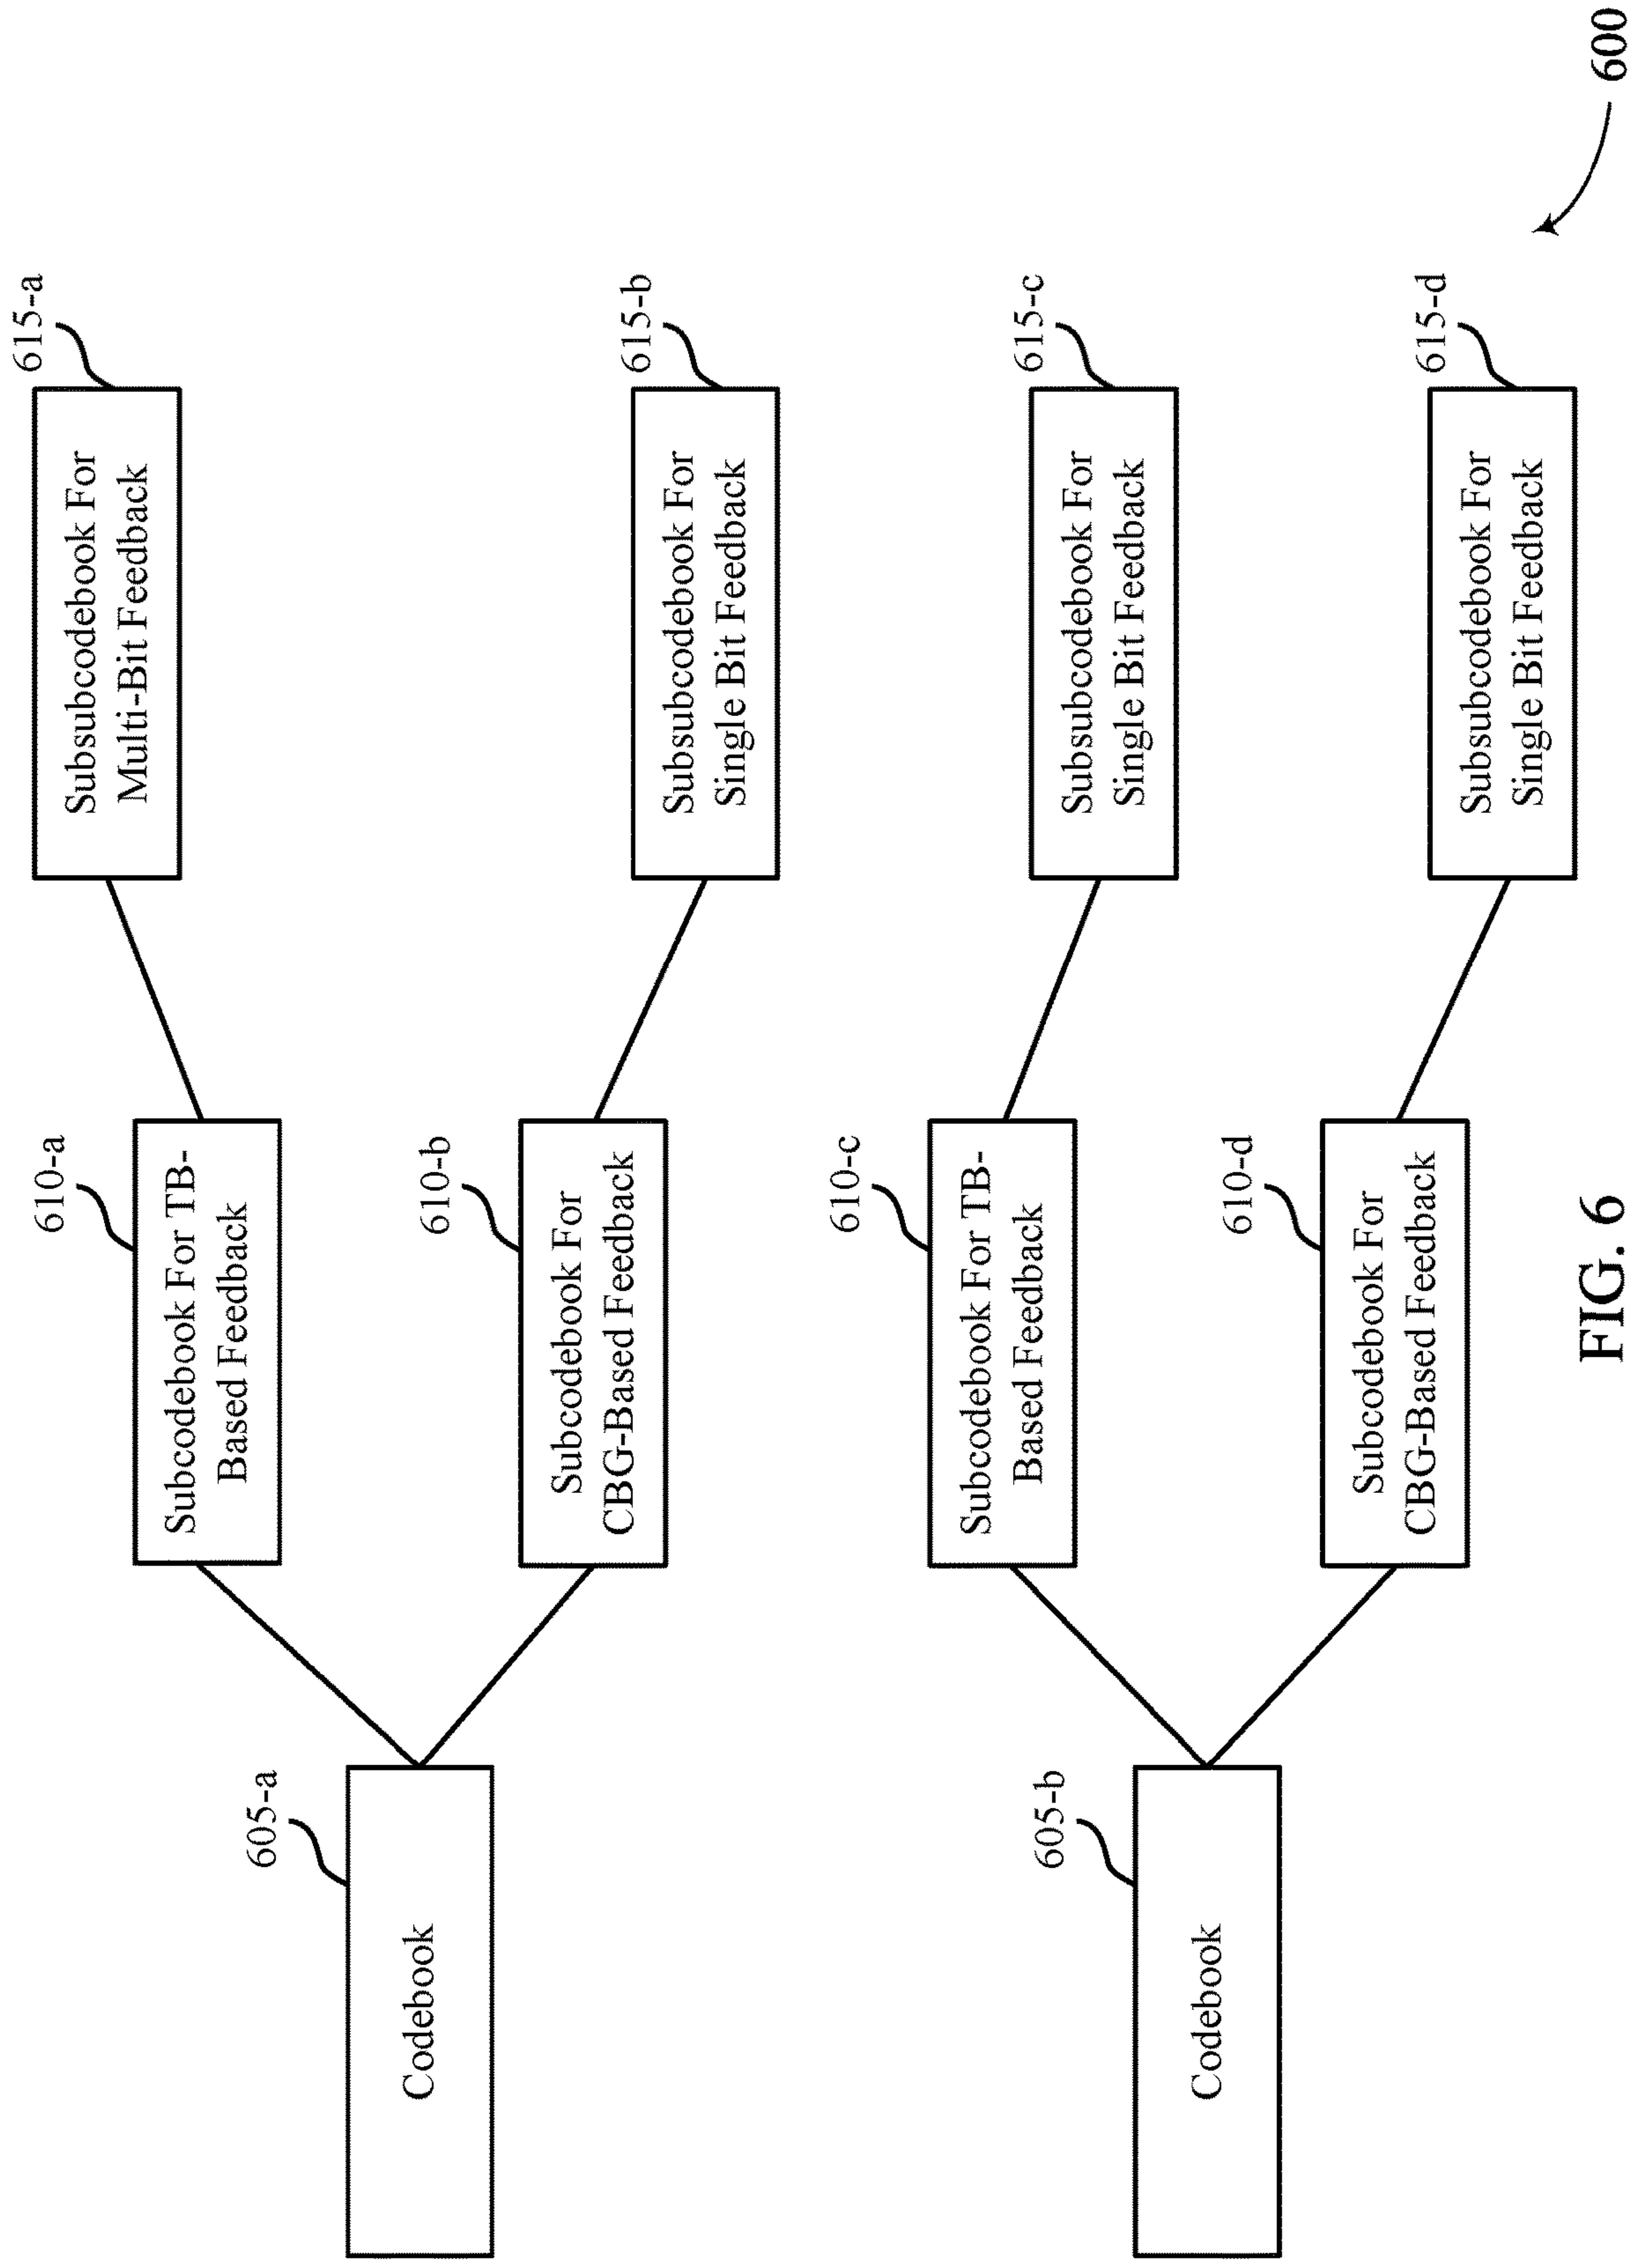 605-a
Codebook
610-a
Subcodebook For TB-
Based Feedback
615-a
Subsubcodebook For
Multi-Bit Feedback
610-b
Subcodebook For
CBG-Based Feedback
615-b
Subsubcodebook For
Single Bit Feedback
605-b
Codebook
610-c
Subcodebook For TB-
Based Feedback
615-c
Subsubcodebook For
Single Bit Feedback
610-d
Subcodebook For
CBG-Based Feedback
615-d
Subsubcodebook For
Single Bit Feedback
600
FIG. 6